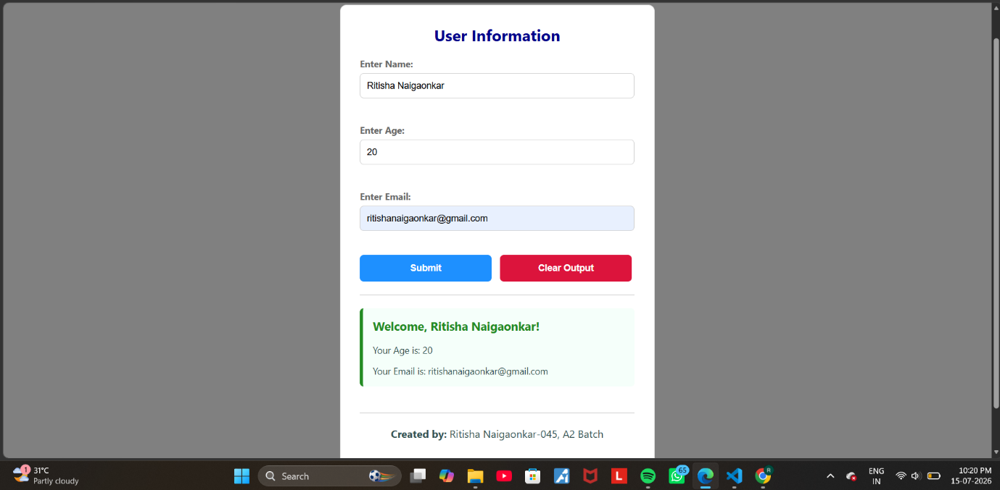 User Information
Enter Name:
Ritisha Naigaonkar
Enter Age:
20
Enter Email:
ritishanaigaonkar@gmail.com
Submit
Clear Output
Welcome, Ritisha Naigaonkar!
Your Age is: 20
Your Email is: ritishanaigaonkar@gmail.com
Created by: Ritisha Naigaonkar-045, A2 Batch
1
31°C
Partly cloudy
Search
L
65
R
ENG
IN
10:20 PM
15-07-2026